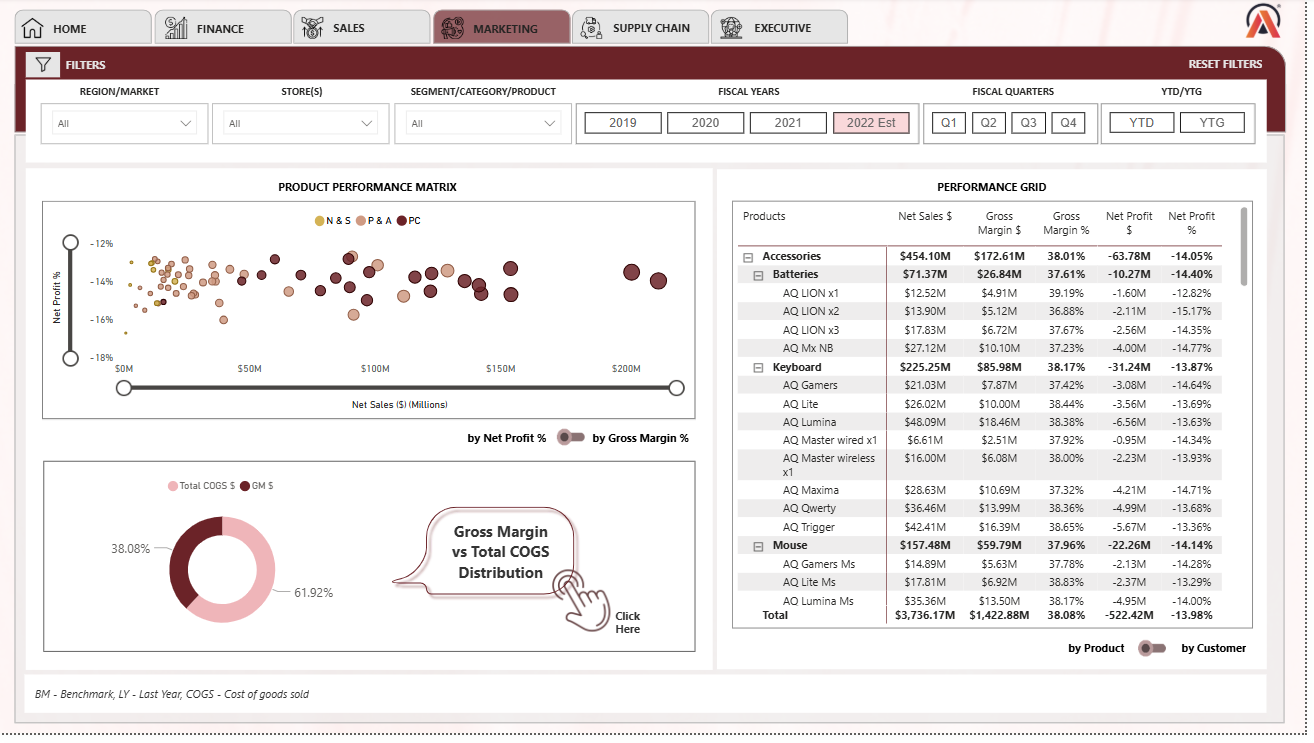 HOME FINANCE SALES MARKETING SUPPLY CHAIN EXECUTIVE
FILTERS RESET FILTERS
REGION/MARKET STORE(S) SEGMENT/CATEGORY/PRODUCT FISCAL YEARS FISCAL QUARTERS YTD/YTG
All All All 2019 2020 2021 2022 Est Q1 Q2 Q3 Q4 YTD YTG
PRODUCT PERFORMANCE MATRIX
N & S P & A PC
-12%
-14%
-16%
-18%
Net Profit %
$0M $50M $100M $150M $200M
Net Sales ($) (Millions)
by Net Profit % by Gross Margin %
Total COGS $ GM $
38.08%
61.92%
Gross Margin
vs Total COGS
Distribution
Click
Here
PERFORMANCE GRID
Products Net Sales $ Gross Margin $ Gross Margin % Net Profit $ Net Profit %
Accessories $454.10M $172.61M 38.01% -63.78M -14.05%
Batteries $71.37M $26.84M 37.61% -10.27M -14.40%
AQ LION x1 $12.52M $4.91M 39.19% -1.60M -12.82%
AQ LION x2 $13.90M $5.12M 36.88% -2.11M -15.17%
AQ LION x3 $17.83M $6.72M 37.67% -2.56M -14.35%
AQ Mx NB $27.12M $10.10M 37.23% -4.00M -14.77%
Keyboard $225.25M $85.98M 38.17% -31.24M -13.87%
AQ Gamers $21.03M $7.87M 37.42% -3.08M -14.64%
AQ Lite $26.02M $10.00M 38.44% -3.56M -13.69%
AQ Lumina $48.09M $18.46M 38.38% -6.56M -13.63%
AQ Master wired x1 $6.61M $2.51M 37.92% -0.95M -14.34%
AQ Master wireless x1 $16.00M $6.08M 38.00% -2.23M -13.93%
AQ Maxima $28.63M $10.69M 37.32% -4.21M -14.71%
AQ Qwerty $36.46M $13.99M 38.36% -4.99M -13.68%
AQ Trigger $42.41M $16.39M 38.65% -5.67M -13.36%
Mouse $157.48M $59.79M 37.96% -22.26M -14.14%
AQ Gamers Ms $14.89M $5.63M 37.78% -2.13M -14.28%
AQ Lite Ms $17.81M $6.92M 38.83% -2.37M -13.29%
AQ Lumina Ms $35.36M $13.50M 38.17% -4.95M -14.00%
Total $3,736.17M $1,422.88M 38.08% -522.42M -13.98%
by Product by Customer
BM - Benchmark, LY - Last Year, COGS - Cost of goods sold